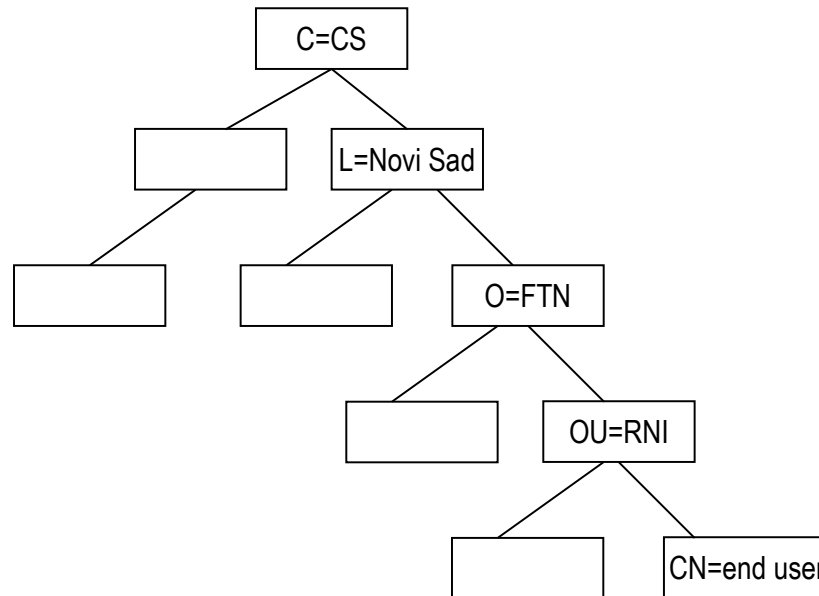 C=CS
L=Novi Sad
O=FTN
OU=RNI
CN=end user